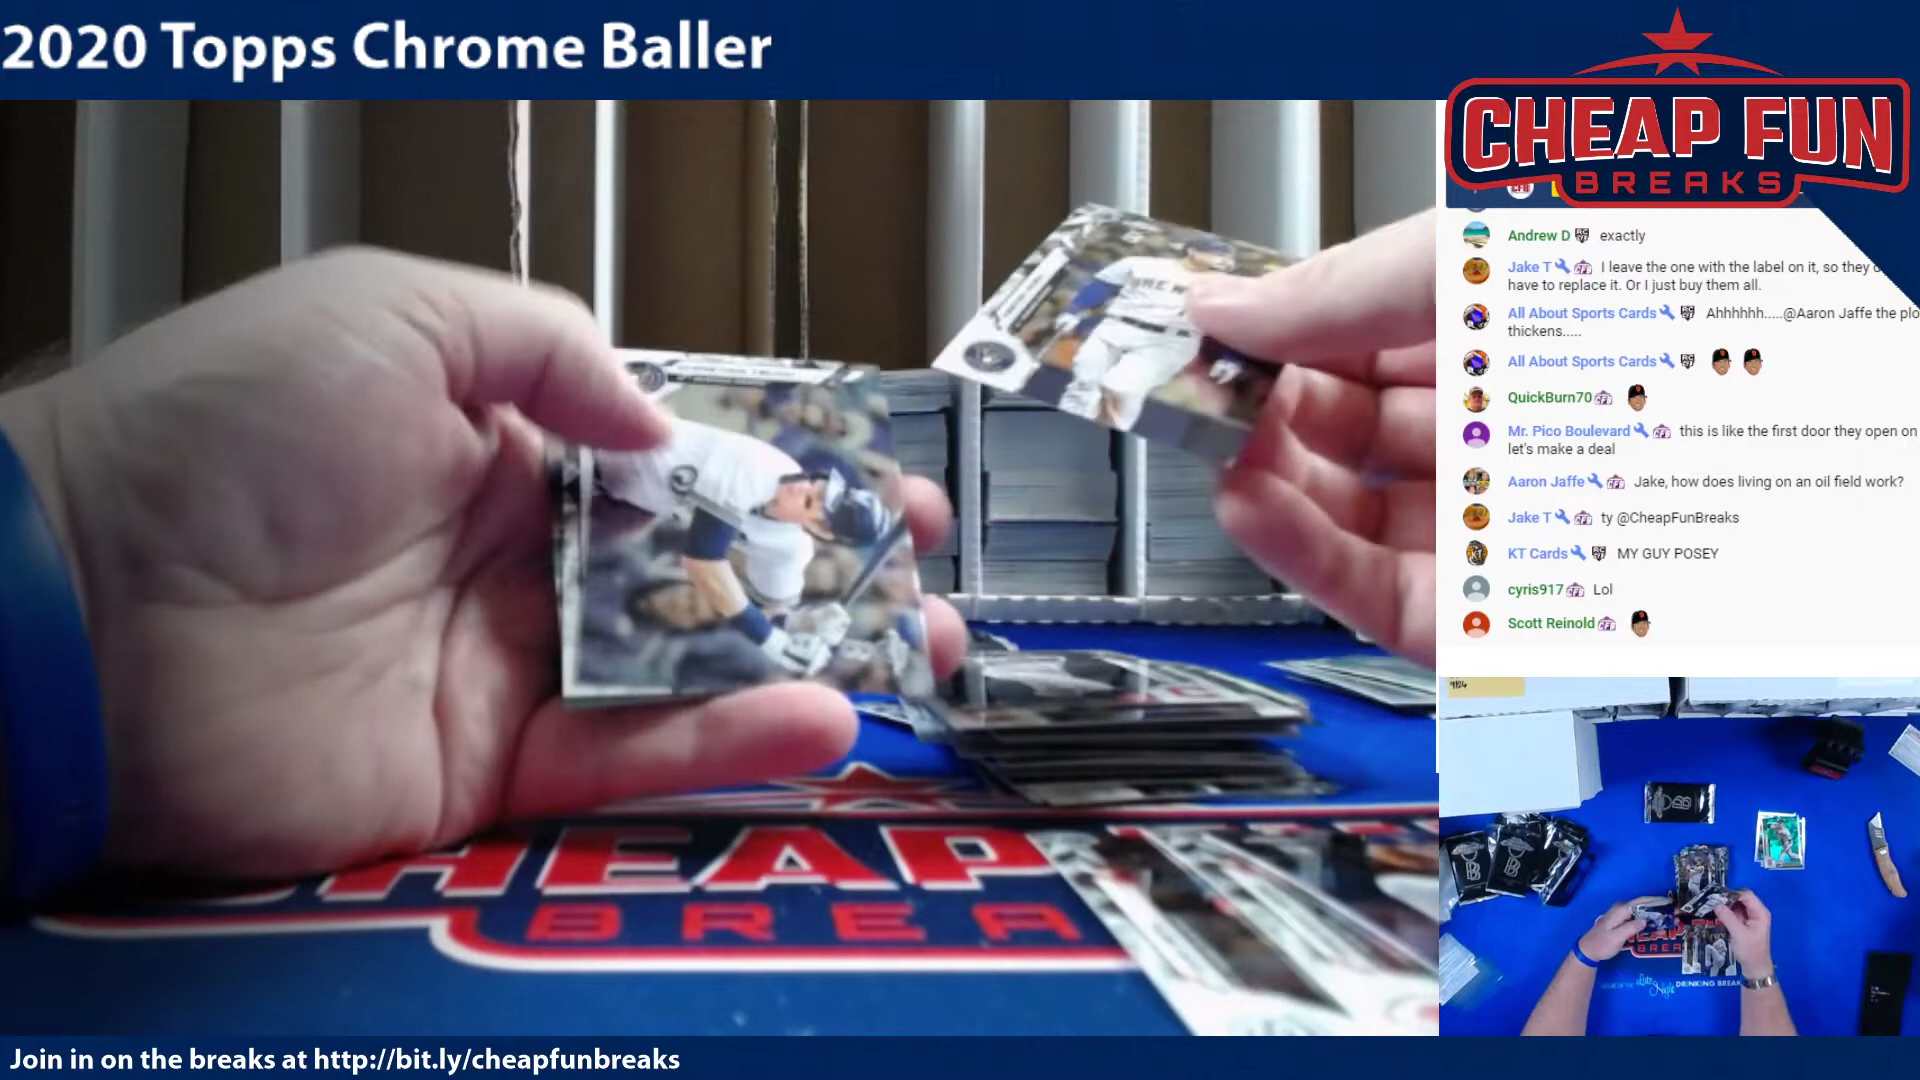 2020 Topps Chrome Baller
CHEAP FUN
BREAKS
Andrew D exactly
Jake T I leave the one with the label on it, so they
have to replace it. Or I just buy them all.
All About Sports Cards Ahhhhhh.....@Aaron Jaffe the plo
thickens.....
All About Sports Cards
QuickBurn70
Mr. Pico Boulevard this is like the first door they open on
let's make a deal
Aaron Jaffe Jake, how does living on an oil field work?
Jake T ty @CheapFunBreaks
KT Cards MY GUY POSEY
cyris917 Lol
Scott Reinold
HEAP
BREA
DRINKING BREAK
Join in on the breaks at http://bit.ly/cheapfunbreaks